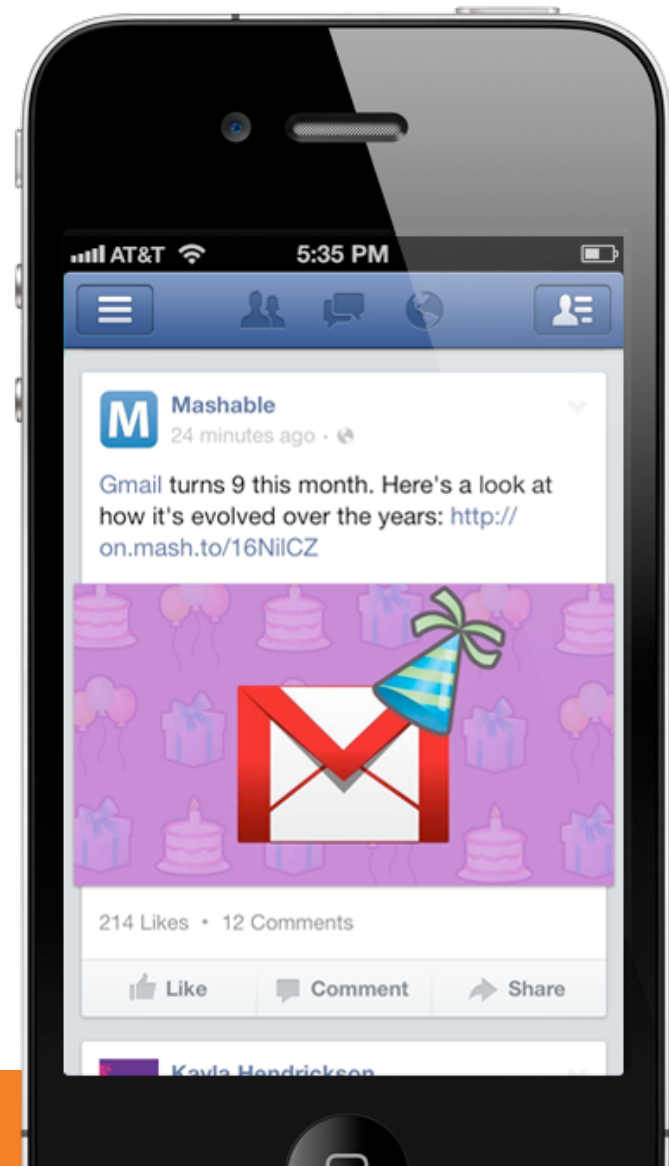 AT&T 5:35 PM
M Mashable
24 minutes ago ·
Gmail turns 9 this month. Here's a look at
how it's evolved over the years: http://
on.mash.to/16NilCZ
214 Likes • 12 Comments
Like Comment Share
Kayla Hendrickson